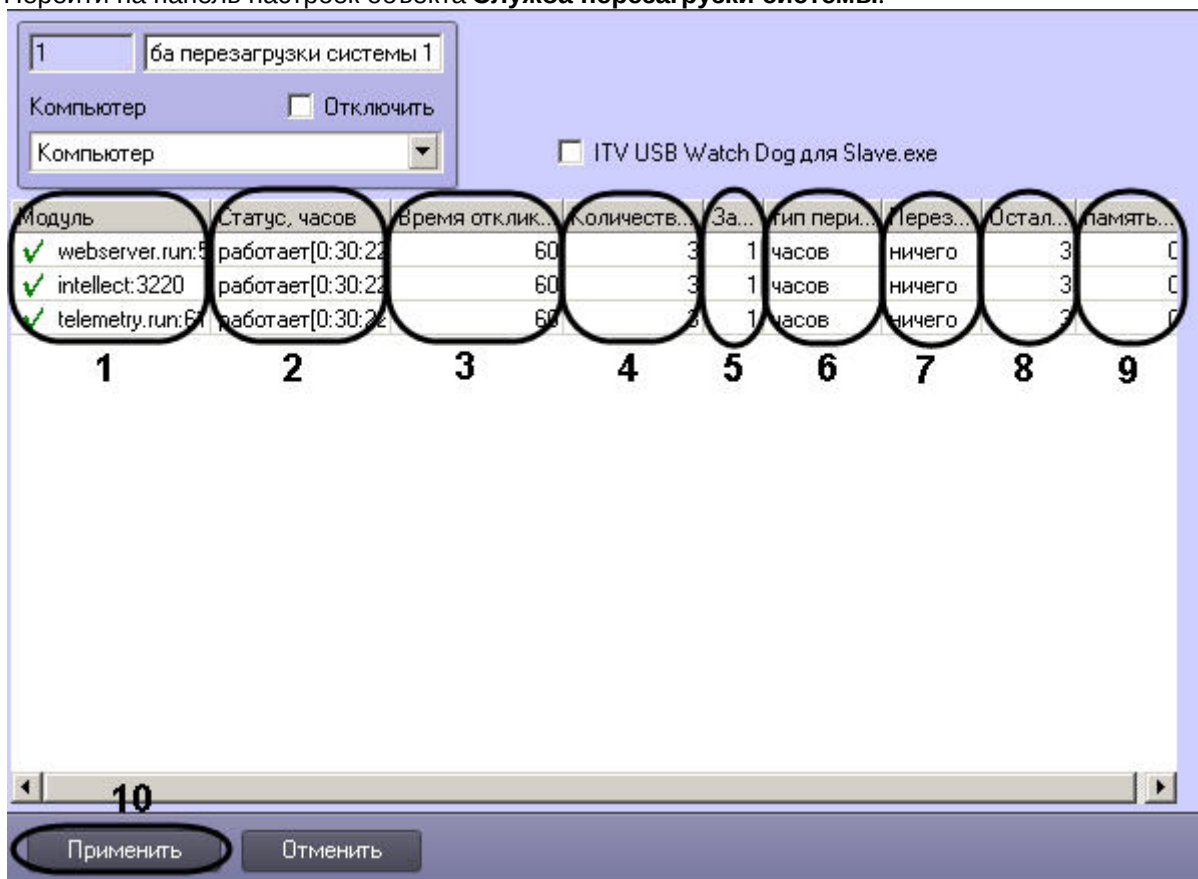 Перейти на панель настроек объекта Служба перезагрузки системы.
1 ба перезагрузки системы 1
Компьютер Отключить
Компьютер
ITV USB Watch Dog для Slave.exe
Модуль Статус, часов Время отклик... Количеств... За... тип пери... Перез... Остал... память...
webserver.run:5 работает[0:30:22 60 3 1 часов ничего 3 0
intellect:3220 работает[0:30:22 60 3 1 часов ничего 3 0
telemetry.run:61 работает[0:30:22 60 3 1 часов ничего 3 0
1 2 3 4 5 6 7 8 9
10
Применить Отменить